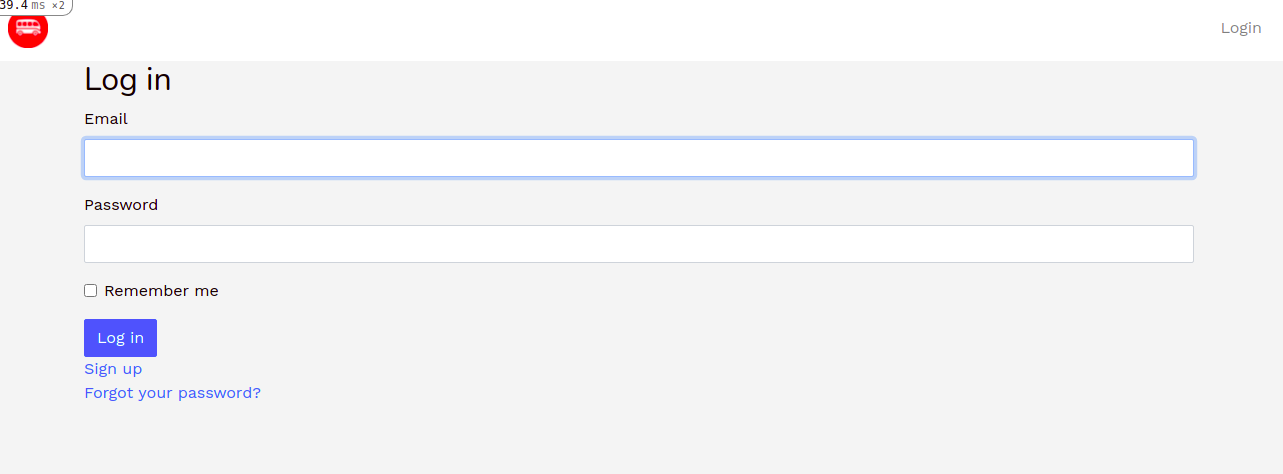 39.4 ms ×2
Login
Log in
Email
Password
Remember me
Log in
Sign up
Forgot your password?